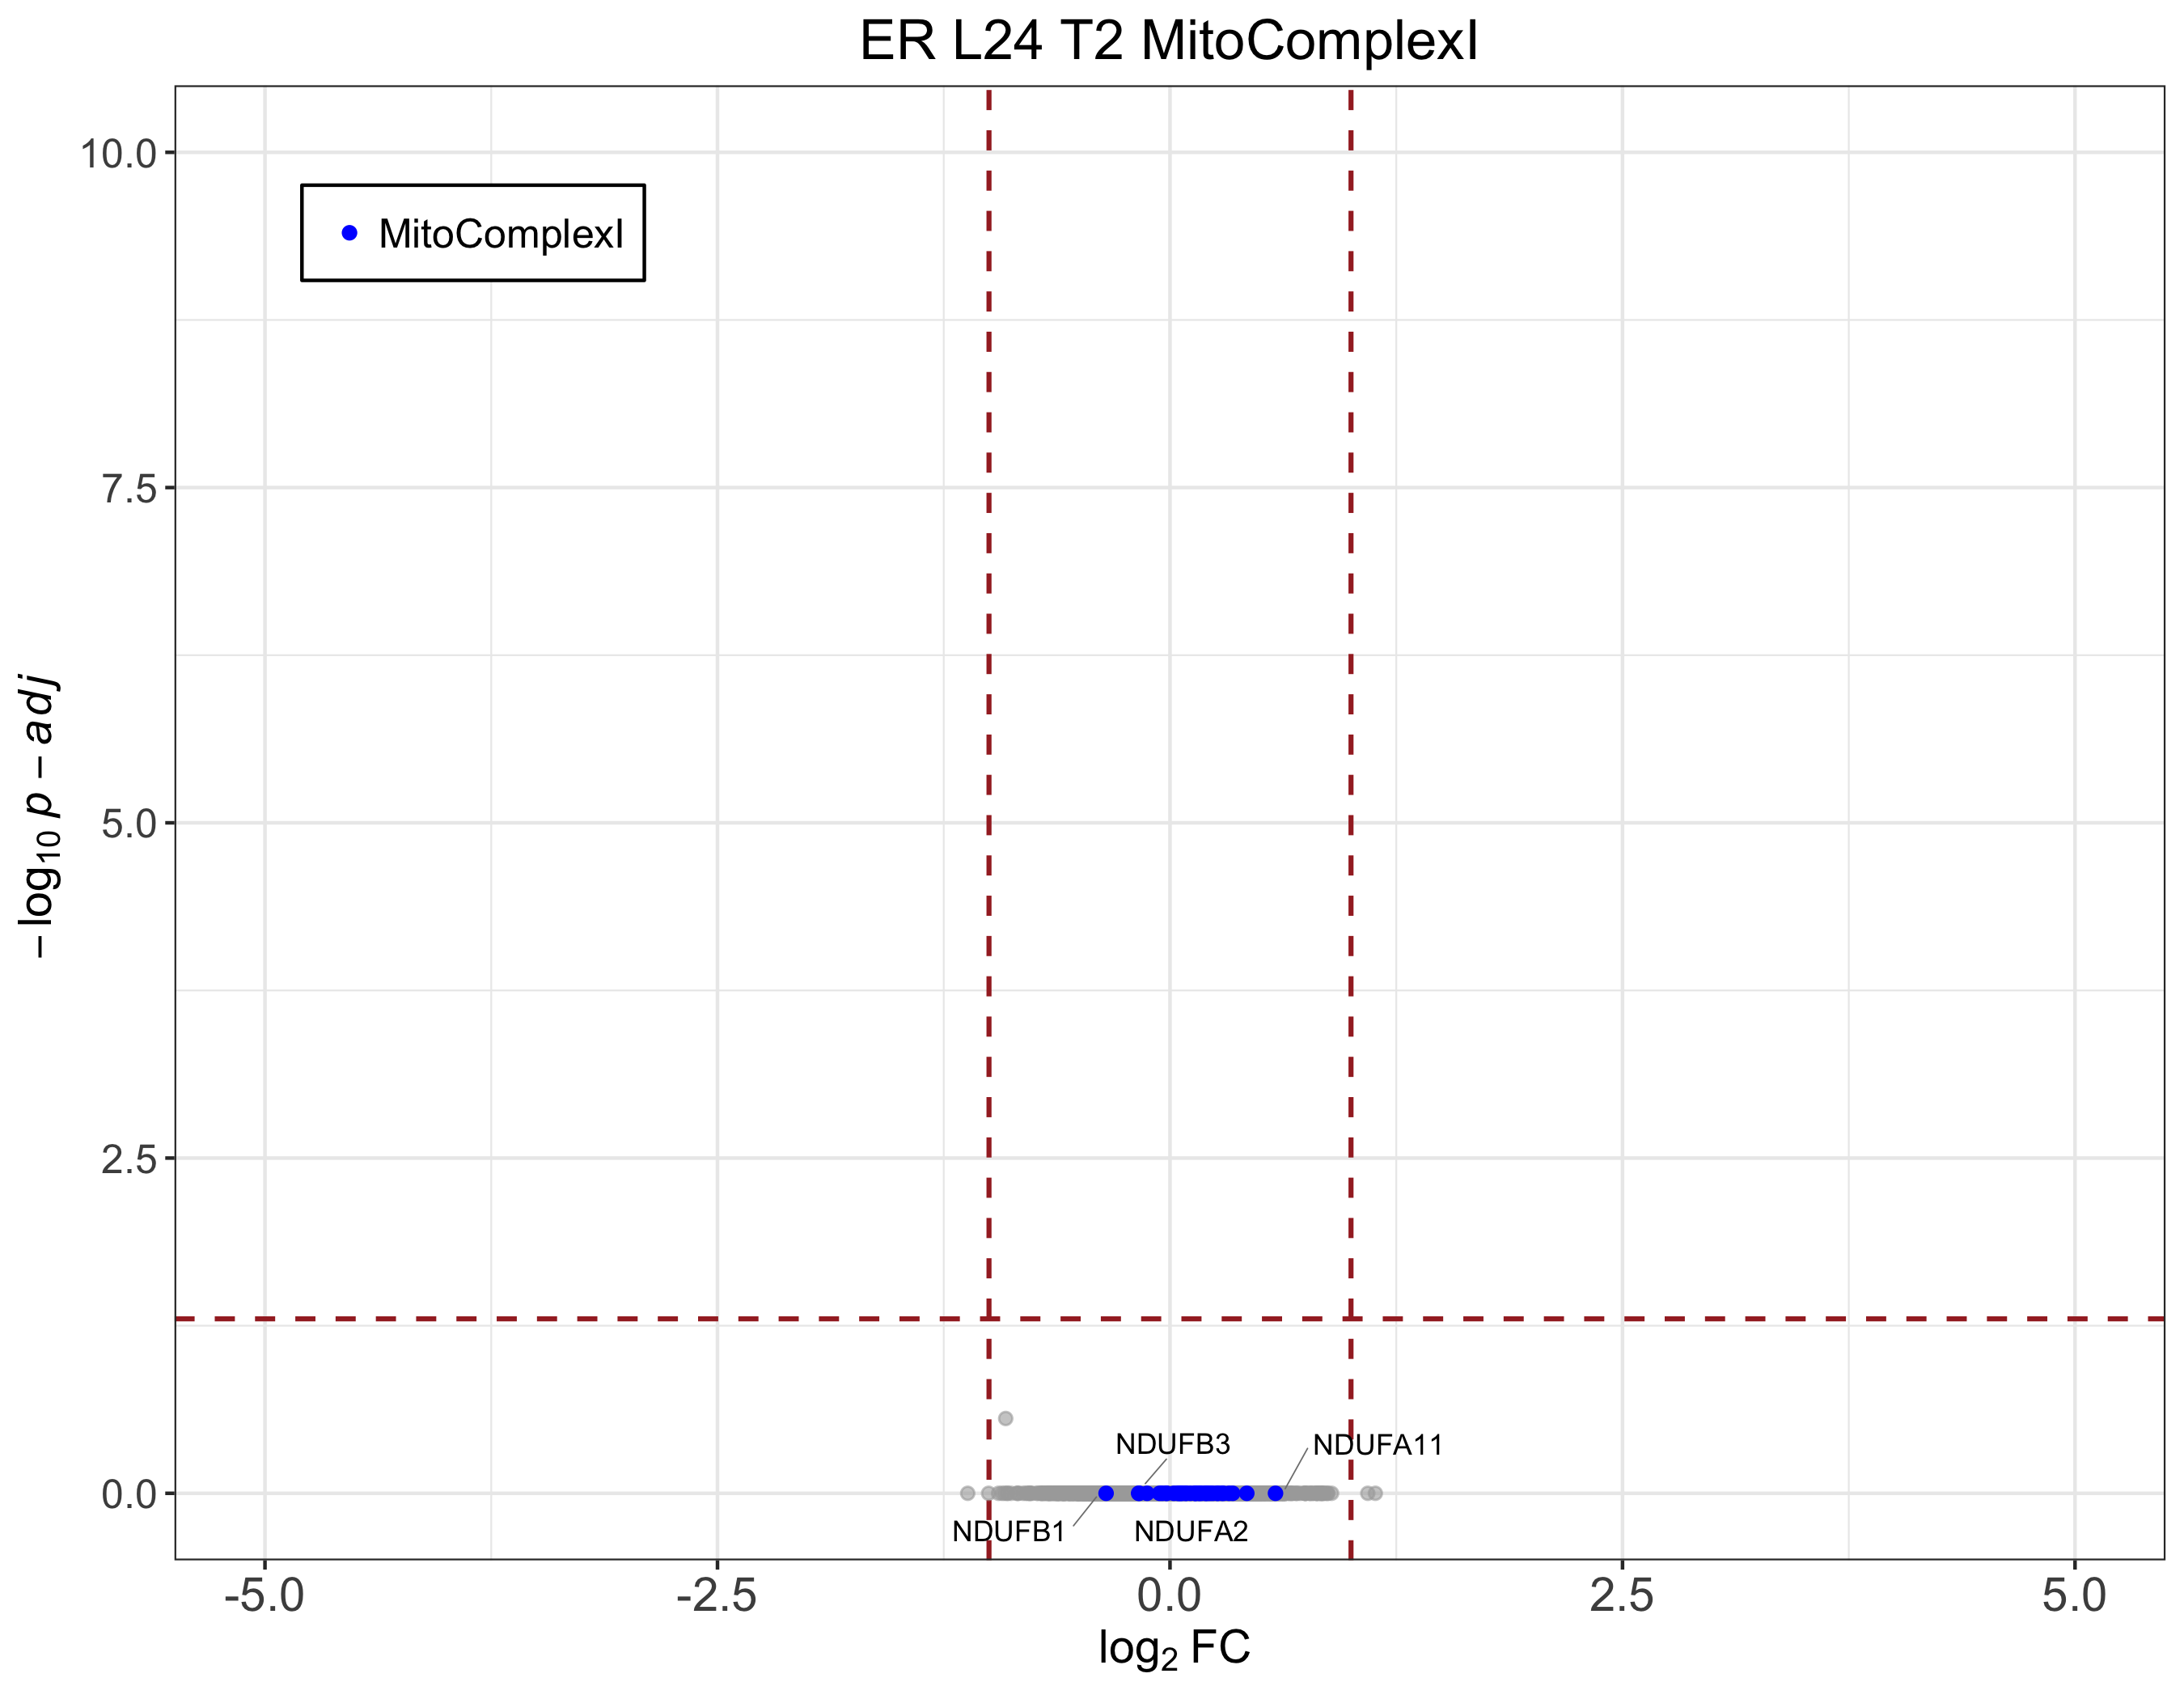 ER L24 T2 MitoComplexI
MitoComplexI
10.0
7.5
5.0
2.5
0.0
−log10 p − adj
NDUFB3
NDUFA11
NDUFB1
NDUFA2
-5.0
-2.5
0.0
2.5
5.0
log2 FC